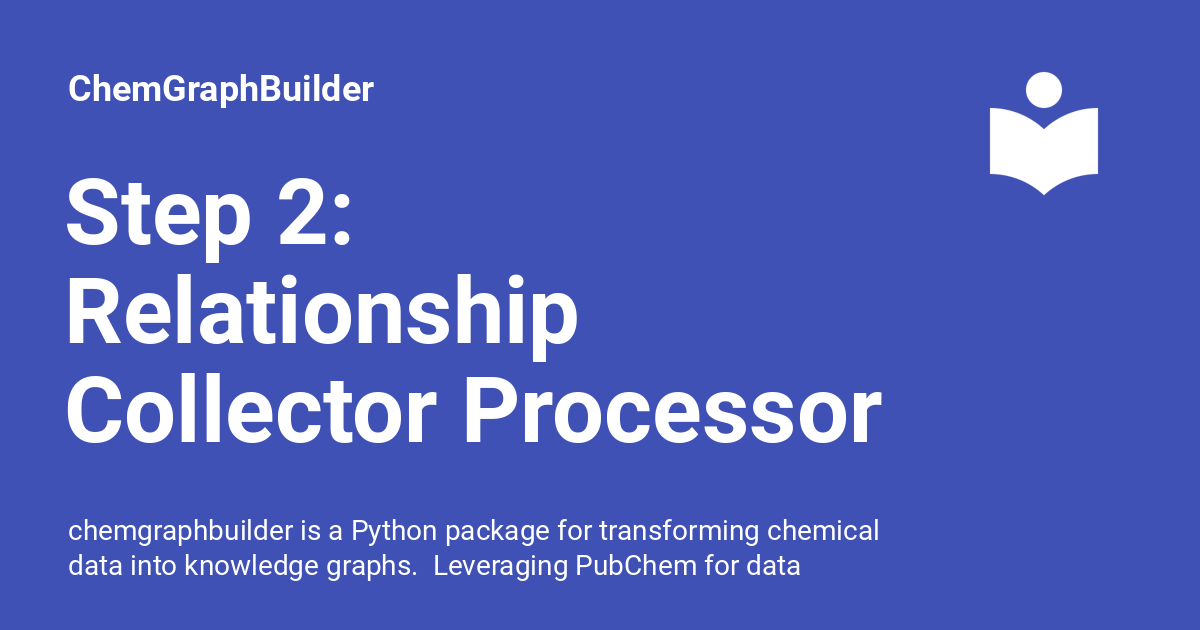 ChemGraphBuilder
Step 2:
Relationship
Collector Processor
chemgraphbuilder is a Python package for transforming chemical
data into knowledge graphs.  Leveraging PubChem for data